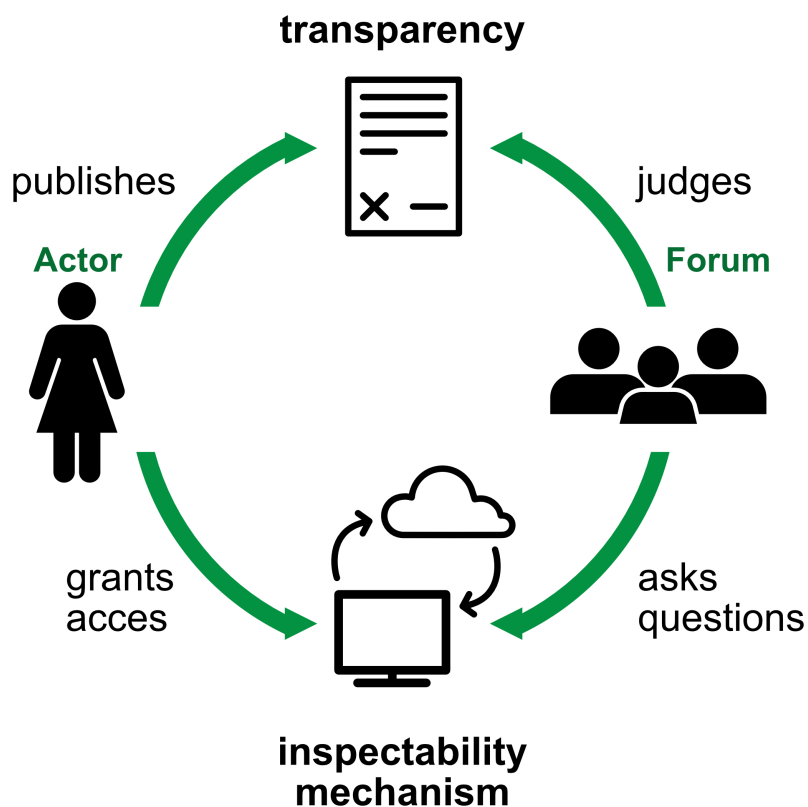 transparency
publishes
judges
Actor
Forum
grants
acces
asks
questions
inspectability
mechanism